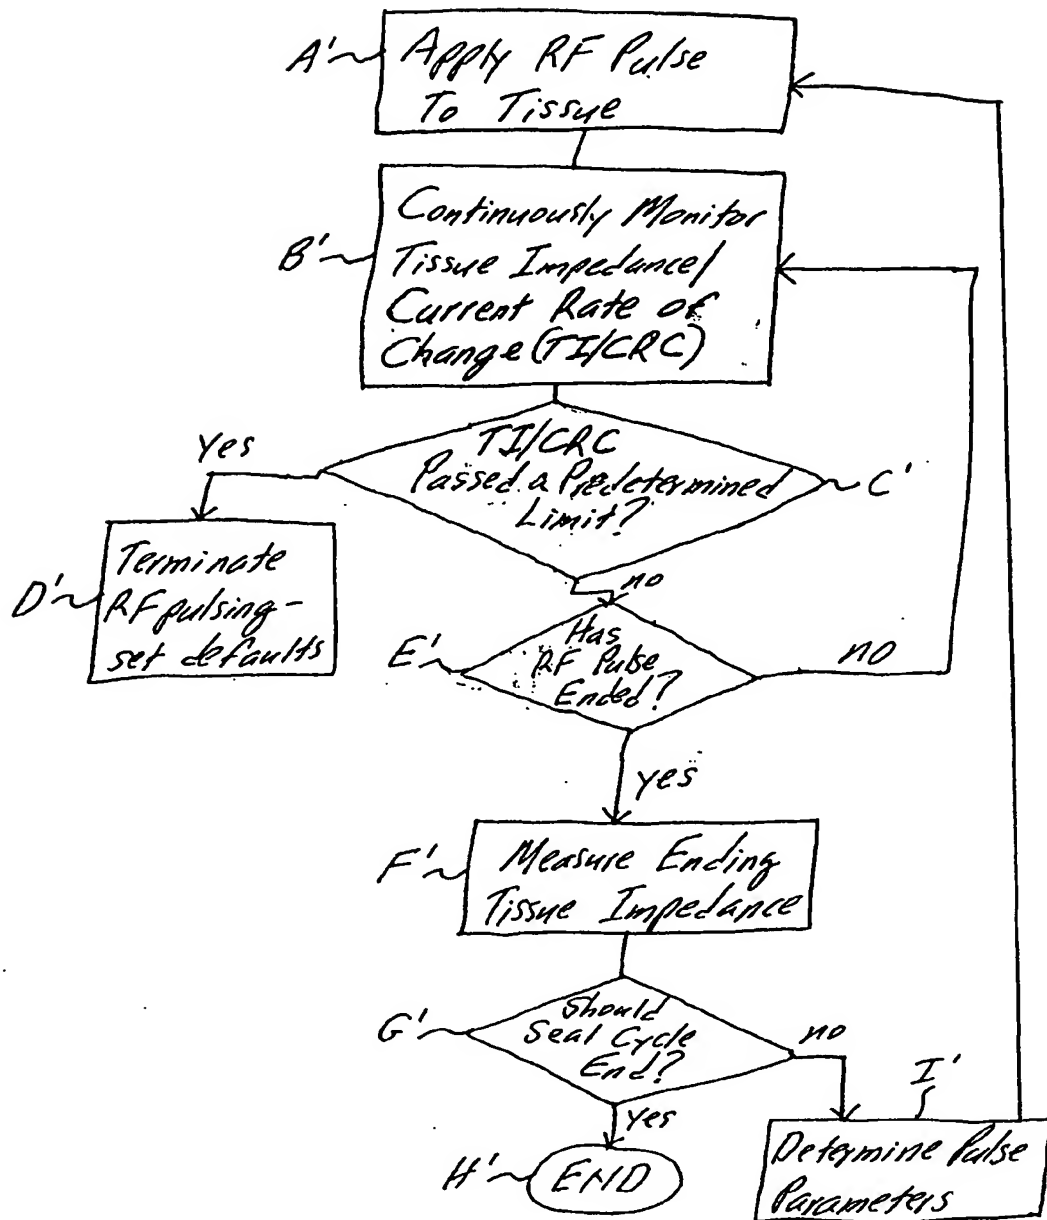 A'
Apply RF Pulse
To Tissue
B'
Continuously Monitor
Tissue Impedance/
Current Rate of
Change (TI/CRC)
Yes
TI/CRC
Passed a Predetermined
Limit?
C'
D'
Terminate
RF pulsing-
set defaults
no
E'
Has
RF Pulse
Ended?
no
yes
F'
Measure Ending
Tissue Impedance
G'
Should
Seal Cycle
End?
no
yes
I'
H'
END
Determine Pulse
Parameters